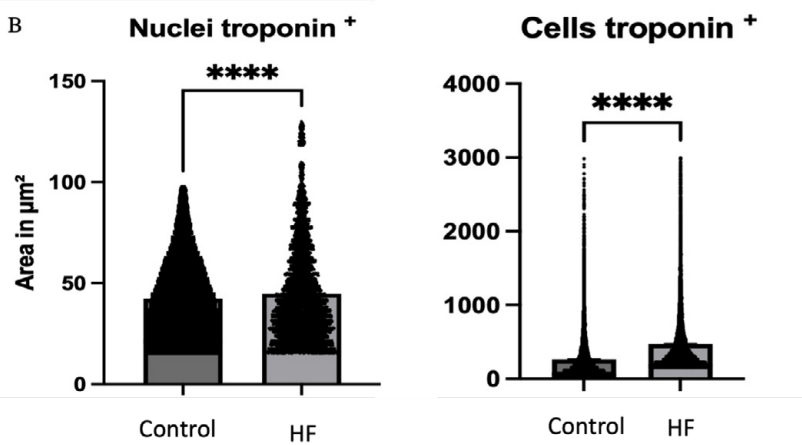 B
Nuclei troponin +
****
150
100
50
0
Area in µm²
Control
HF
Cells troponin +
****
4000
3000
2000
1000
0
Control
HF